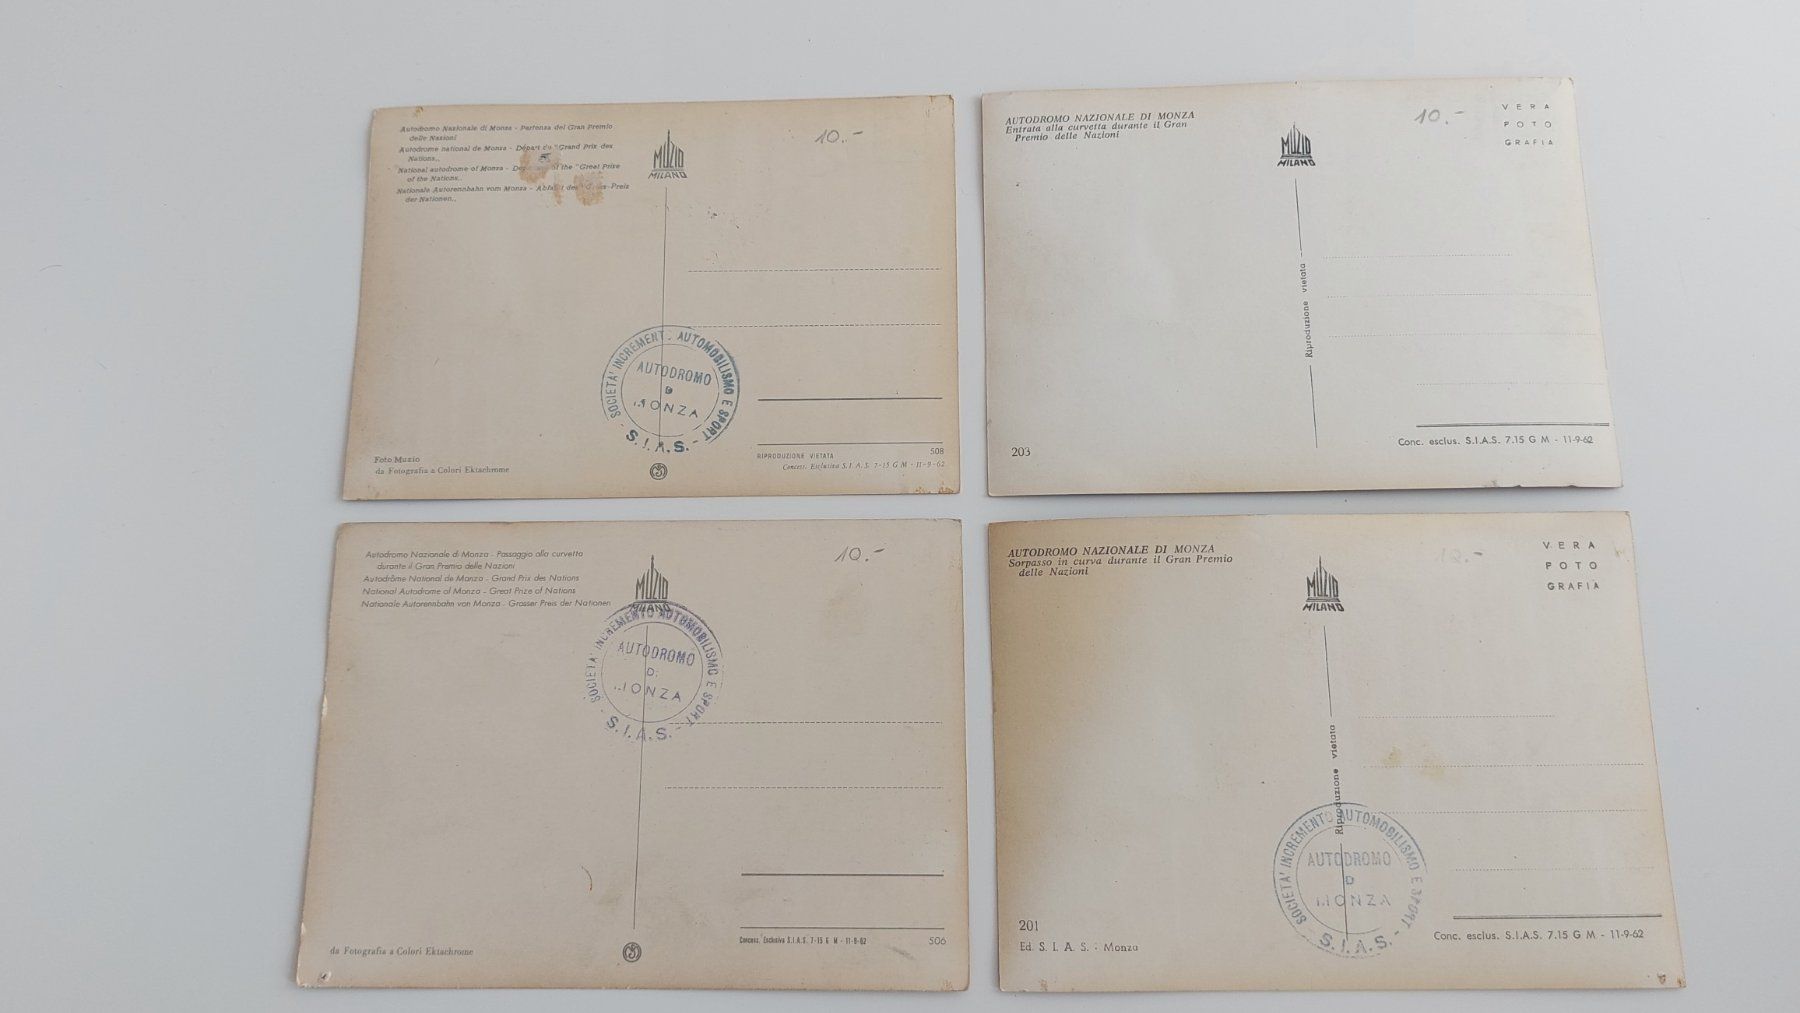 Autodromo Nazionale di Monza - Partenza del Gran Premio
delle Nazioni
Autodrome national de Monza - Départ du "Grand Prix des
Nations,,
National autodrome of Monza - of the "Great Prize
of the Nations,,
Nationale Autorennbahn vom Monza - des
der Nationen,,
10.-
MUZIO
MILANO
SOCIETA' INCREMENT. AUTOMOBILISMO E SPORT
AUTODROMO
MONZA
- S.I.A.S. -
Foto Muzio
da Fotografia a Colori Ektachrome
RIPRODUZIONE VIETATA
508
Concess. Esclusiva S.I.A.S. 7-15 G M - 11-9-62
AUTODROMO NAZIONALE DI MONZA
Entrata alla curvetta durante il Gran
Premio delle Nazioni
MUZIO
MILANO
10.-
VERA
FOTO
GRAFIA
Riproduzione vietata
203
Conc. esclus. S.I.A.S. 7.15 G M - 11-9-62
Autodromo Nazionale di Monza - Passaggio alla curvetta
durante il Gran Premio delle Nazioni
Autodrôme National de Monza - Grand Prix des Nations
National Autodrome of Monza - Great Prize of Nations
Nationale Autorennbahn von Monza - Grosser Preis der Nationen
MUZIO
MILANO
10.-
SOCIETA' INCREMENTO AUTOMOBILISMO E SPORT
AUTODROMO
DI
MONZA
- S.I.A.S. -
da Fotografia a Colori Ektachrome
Concess. Esclusiva S.I.A.S. 7-15 G M - 11-9-62
506
AUTODROMO NAZIONALE DI MONZA
Sorpasso in curva durante il Gran Premio
delle Nazioni
MUZIO
MILANO
10.-
VERA
FOTO
GRAFIA
Riproduzione vietata
SOCIETA' INCREMENTO AUTOMOBILISMO E SPORT
AUTODROMO
D
MONZA
- S.I.A.S. -
201
Ed. S. I. A. S. : Monza
Conc. esclus. S.I.A.S. 7.15 G M - 11-9-62